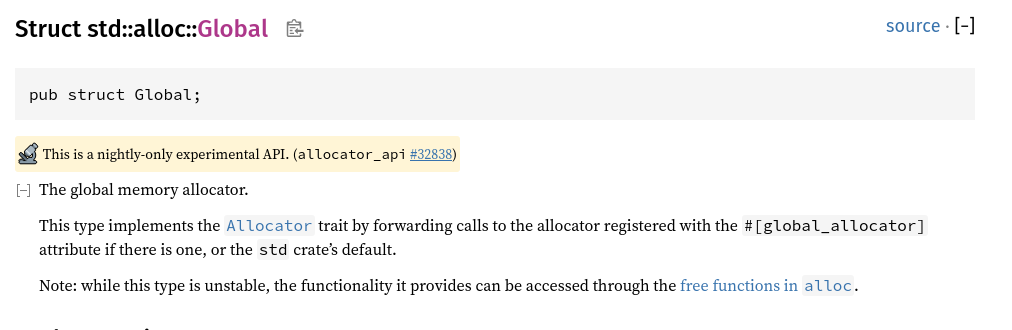 Struct std::alloc::Global
source · [-]
pub struct Global;
This is a nightly-only experimental API. (allocator_api #32838)
[-] The global memory allocator.
This type implements the Allocator trait by forwarding calls to the allocator registered with the #[global_allocator]
attribute if there is one, or the std crate’s default.
Note: while this type is unstable, the functionality it provides can be accessed through the free functions in alloc.